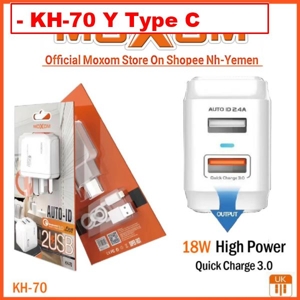 - KH-70 Y Type C
MOXOM
Official Moxom Store On Shopee Nh-Yemen
AUTO ID 2.4A
Quick Charge 3.0
OUTPUT
AUTO-ID
2USB
18W High Power
Quick Charge 3.0
KH-70
UK